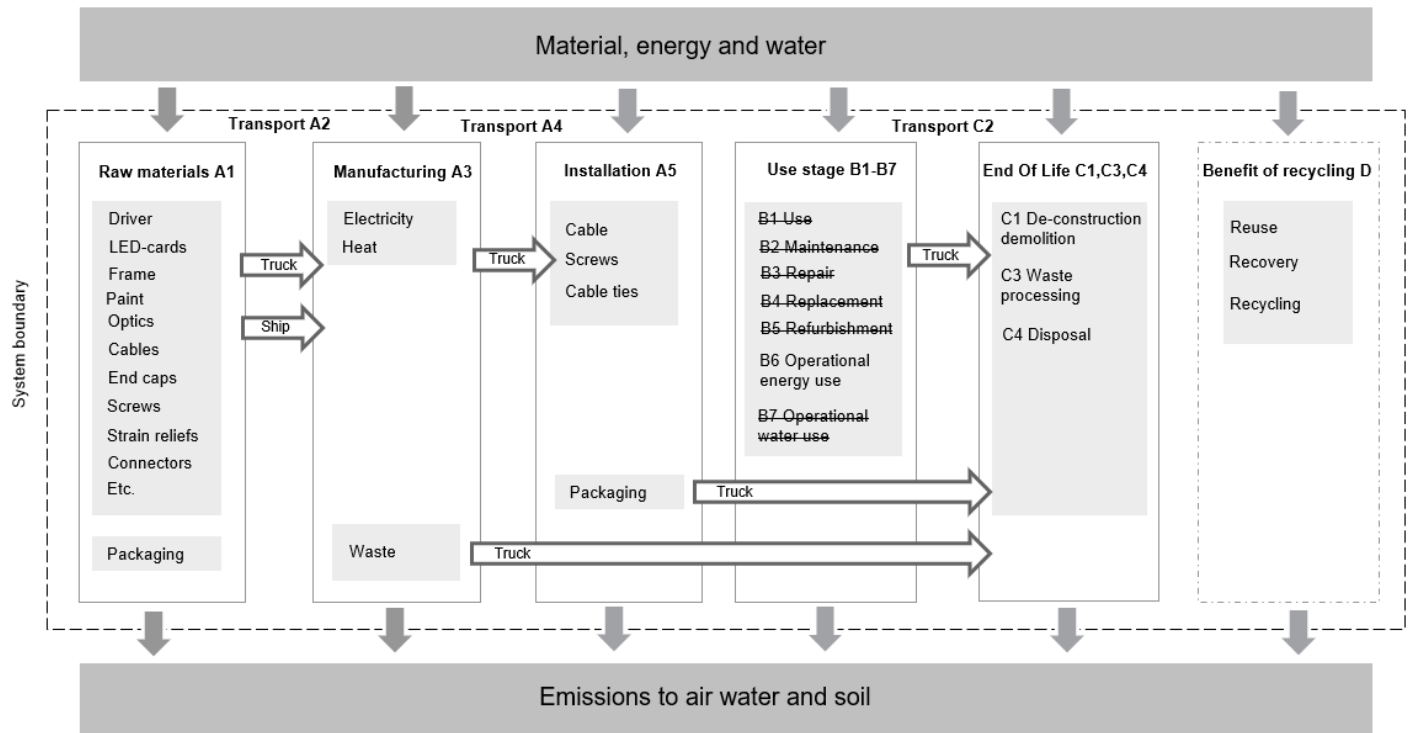 Material, energy and water
Transport A2
Transport A4
Transport C2
System boundary
Raw materials A1
Driver
LED-cards
Frame
Paint
Optics
Cables
End caps
Screws
Strain reliefs
Connectors
Etc.
Packaging
Truck
Ship
Manufacturing A3
Electricity
Heat
Waste
Truck
Truck
Installation A5
Cable
Screws
Cable ties
Packaging
Truck
Use stage B1-B7
B1 Use
B2 Maintenance
B3 Repair
B4 Replacement
B5 Refurbishment
B6 Operational
energy use
B7 Operational
water use
Truck
End Of Life C1,C3,C4
C1 De-construction
demolition
C3 Waste
processing
C4 Disposal
Benefit of recycling D
Reuse
Recovery
Recycling
Emissions to air water and soil